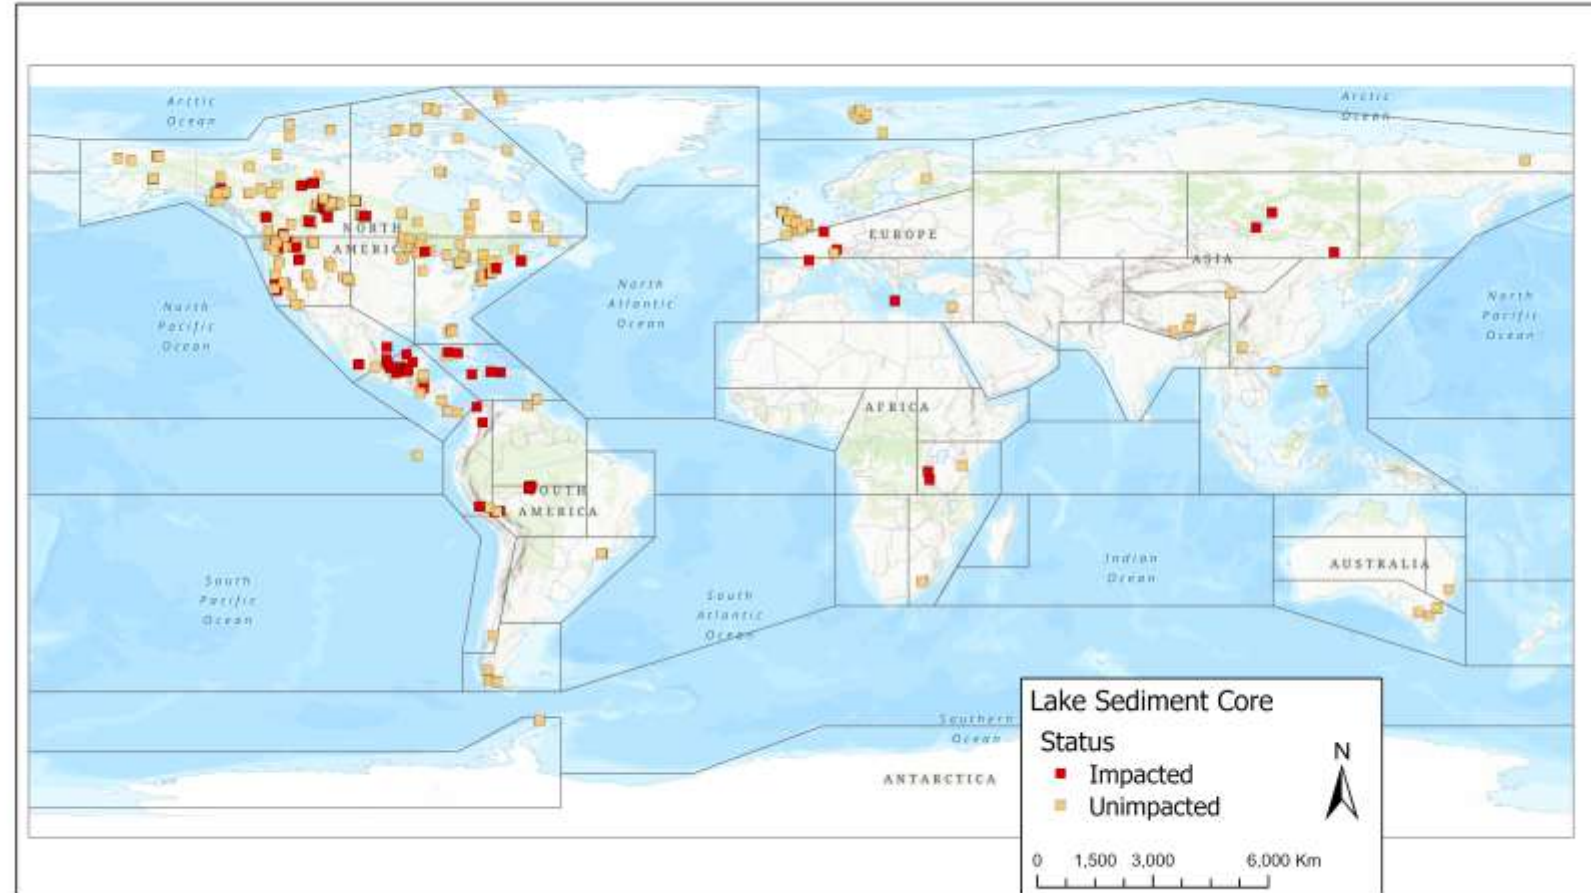 Arctic
Ocean
Arctic
Ocean
NORTH
AMERIC
EUROPE
ASIA
North
Pacific
Ocean
North
Atlantic
Ocean
North
Pacific
Ocean
AFRICA
OUTH
AMERICA
South
Pacific
Ocean
South
Atlantic
Ocean
Indian
Ocean
AUSTRALIA
Southern
Ocean
ANTARCTICA
Lake Sediment Core
Status
Impacted
Unimpacted
N
0 1,500 3,000 6,000 Km